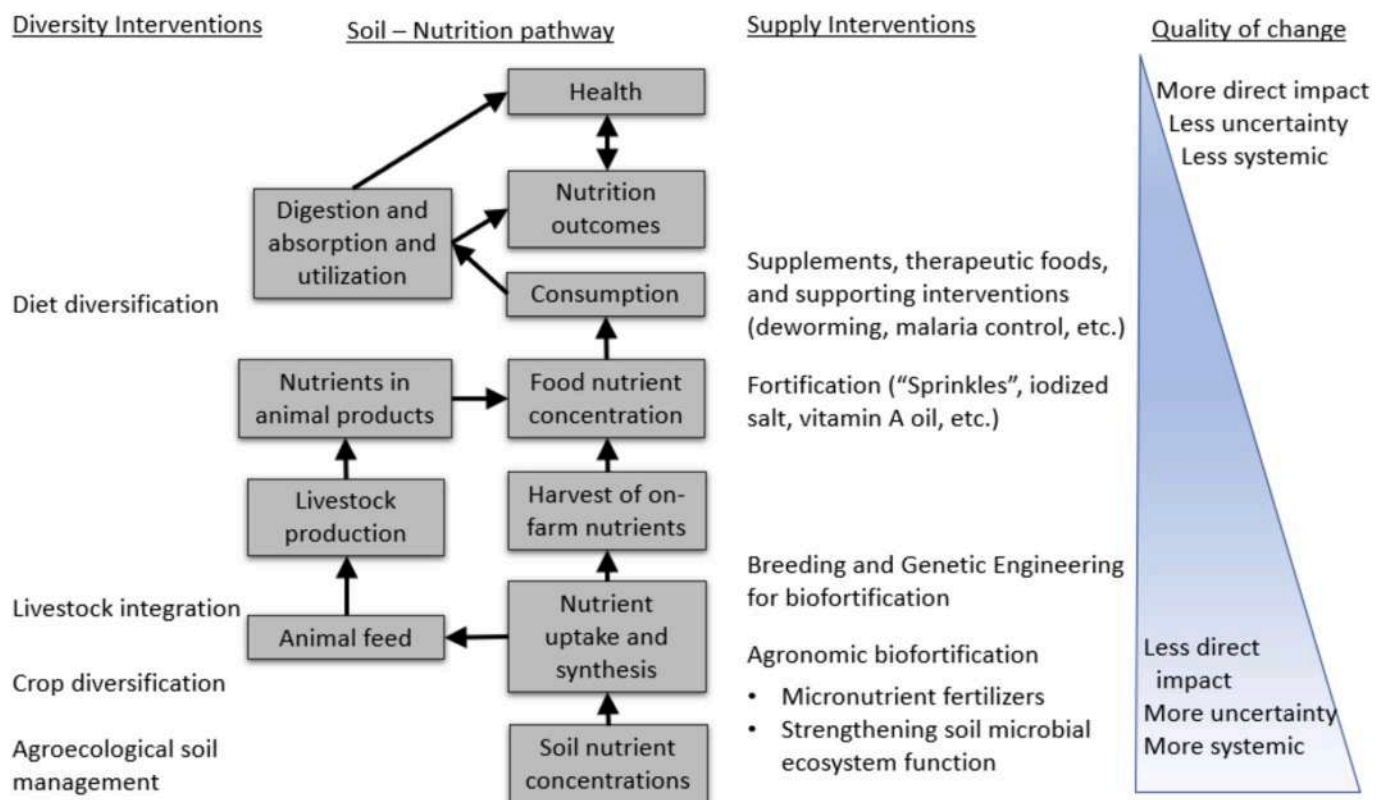 Diversity Interventions
Soil – Nutrition pathway
Supply Interventions
Quality of change
Health
More direct impact
Less uncertainty
Less systemic
Digestion and
absorption and
utilization
Nutrition
outcomes
Consumption
Diet diversification
Supplements, therapeutic foods,
and supporting interventions
(deworming, malaria control, etc.)
Nutrients in
animal products
Food nutrient
concentration
Fortification (“Sprinkles”, iodized
salt, vitamin A oil, etc.)
Livestock
production
Harvest of on-
farm nutrients
Breeding and Genetic Engineering
for biofortification
Livestock integration
Animal feed
Nutrient
uptake and
synthesis
Crop diversification
Agronomic biofortification
• Micronutrient fertilizers
• Strengthening soil microbial
ecosystem function
Less direct
impact
More uncertainty
More systemic
Agroecological soil
management
Soil nutrient
concentrations